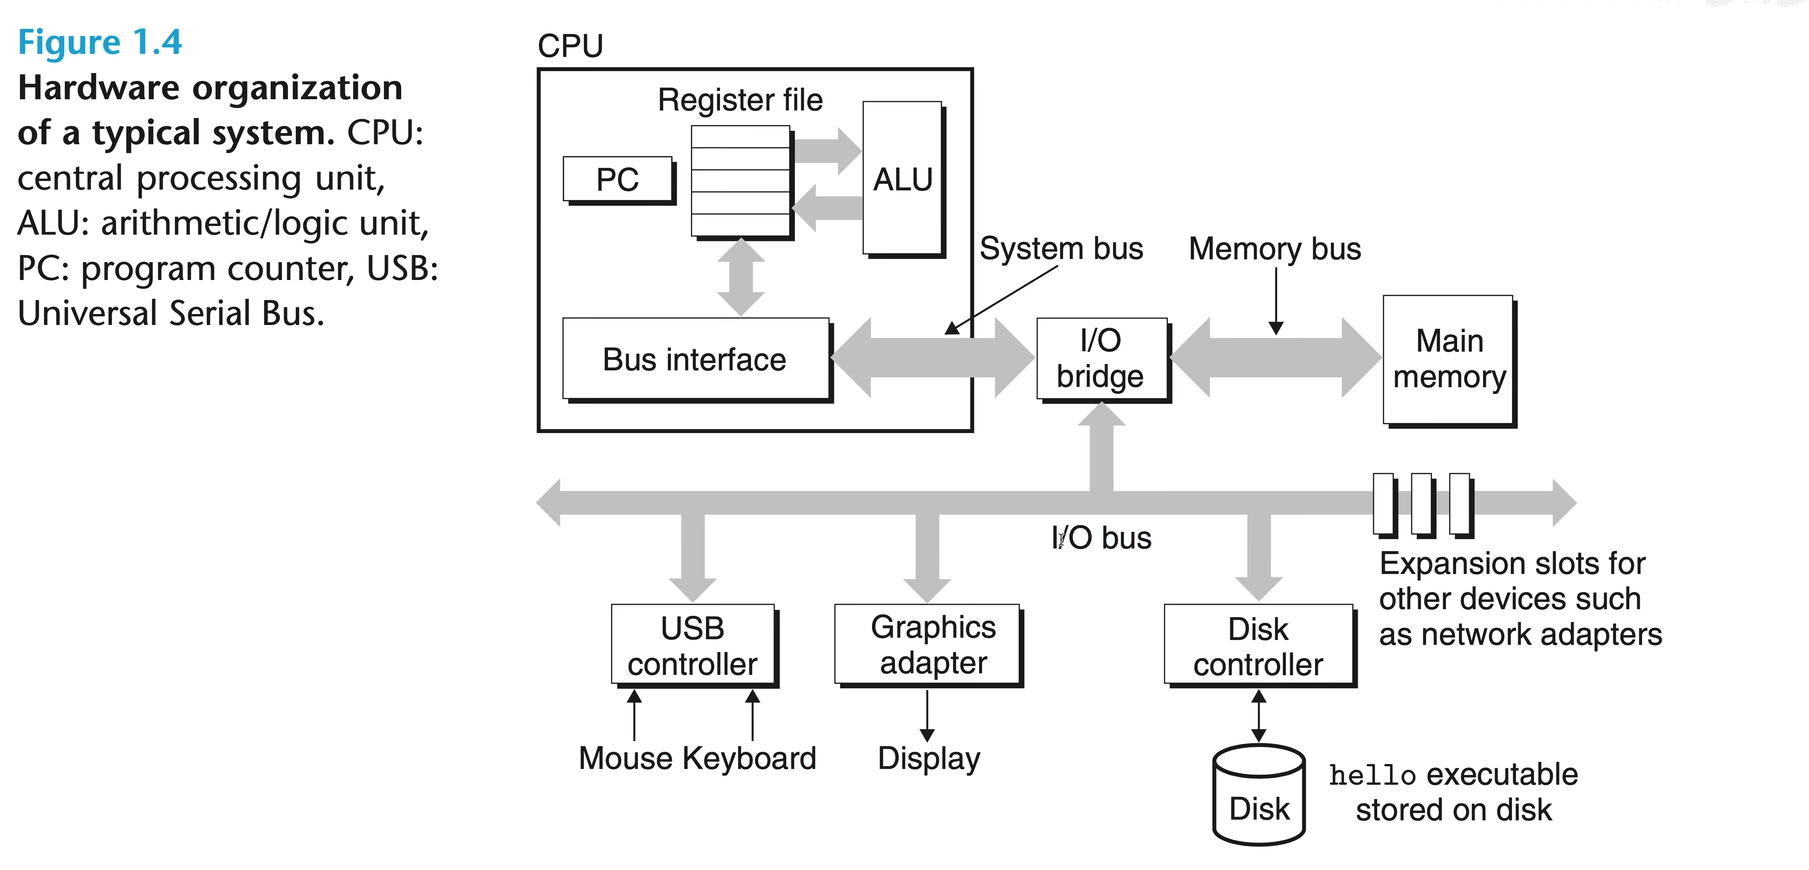 Figure 1.4
Hardware organization
of a typical system. CPU:
central processing unit,
ALU: arithmetic/logic unit,
PC: program counter, USB:
Universal Serial Bus.
CPU
Register file
PC
ALU
System bus
Memory bus
Bus interface
I/O
bridge
Main
memory
I/O bus
Expansion slots for
other devices such
as network adapters
USB
controller
Graphics
adapter
Disk
controller
Mouse Keyboard
Display
Disk
hello executable
stored on disk